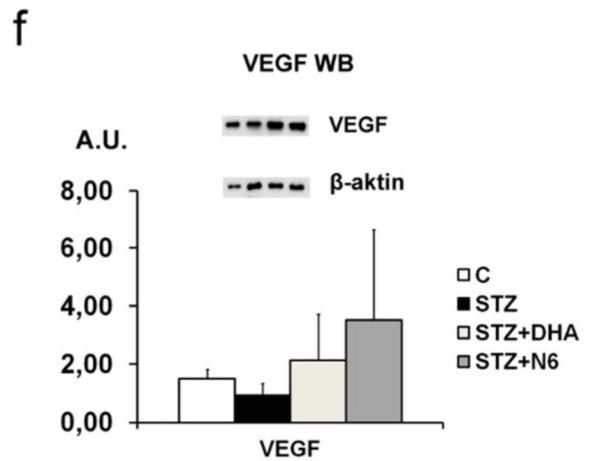 f
VEGF WB
VEGF
A.U.
β-aktin
8,00
6,00
4,00
2,00
0,00
C
STZ
STZ+DHA
STZ+N6
VEGF